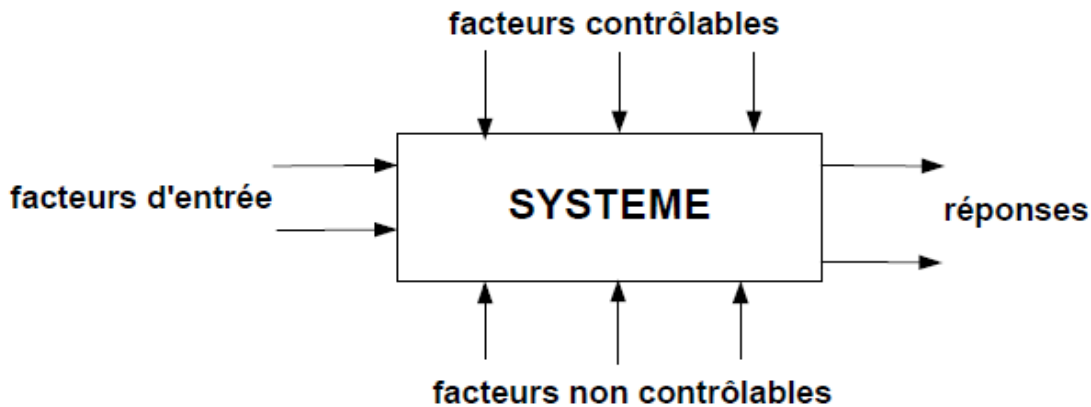 facteurs contrôlables
facteurs d'entrée
SYSTEME
réponses
facteurs non contrôlables